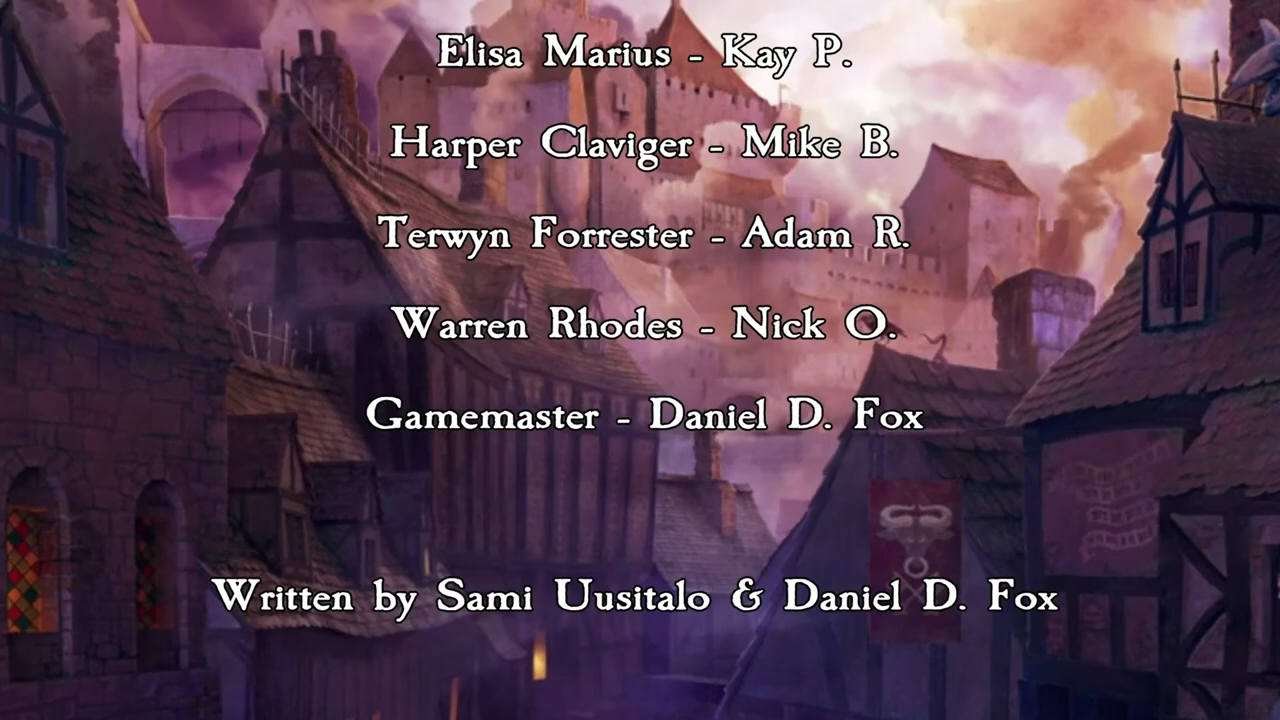 Elisa Marius - Kay P.
Harper Claviger - Mike B.
Terwyn Forrester - Adam R.
Warren Rhodes - Nick O.
Gamemaster - Daniel D. Fox
Written by Sami Uusitalo & Daniel D. Fox